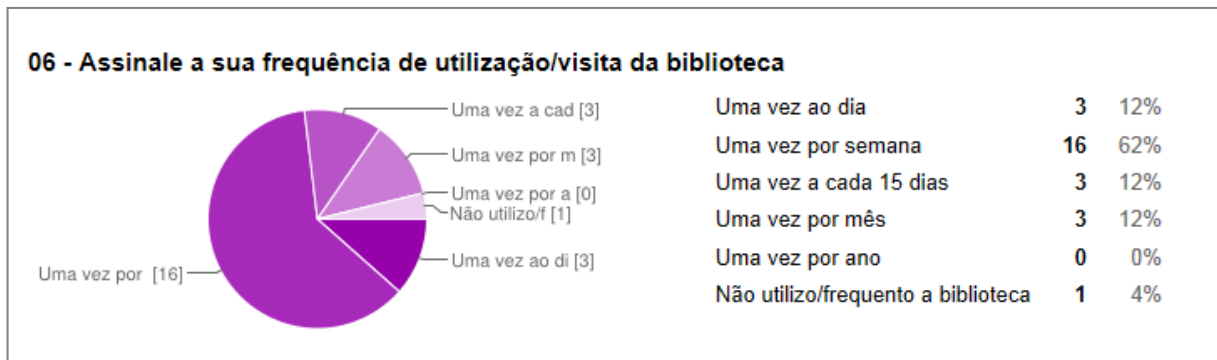 06 - Assinale a sua frequência de utilização/visita da biblioteca
Uma vez a cad [3]
Uma vez por m [3]
Uma vez por a [0]
Não utilizo/f [1]
Uma vez ao di [3]
Uma vez por [16]
Uma vez ao dia 3 12%
Uma vez por semana 16 62%
Uma vez a cada 15 dias 3 12%
Uma vez por mês 3 12%
Uma vez por ano 0 0%
Não utilizo/frequento a biblioteca 1 4%